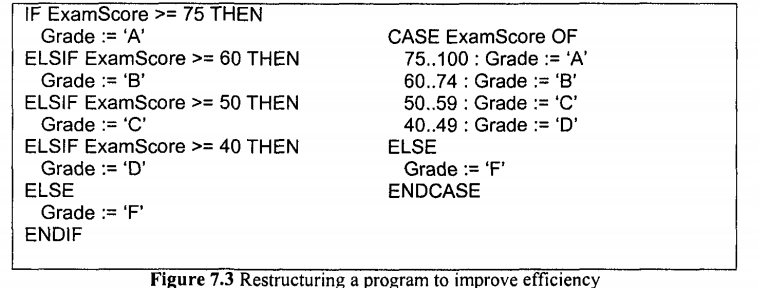 IF ExamScore >= 75 THEN
Grade := ‘A’
ELSIF ExamScore >= 60 THEN
Grade := ‘B’
ELSIF ExamScore >= 50 THEN
Grade := ‘C’
ELSIF ExamScore >= 40 THEN
Grade := ‘D’
ELSE
Grade := ‘F’
ENDIF
CASE ExamScore OF
75..100 : Grade := ‘A’
60..74 : Grade := ‘B’
50..59 : Grade := ‘C’
40..49 : Grade := ‘D’
ELSE
Grade := ‘F’
ENDCASE
Figure 7.3 Restructuring a program to improve efficiency